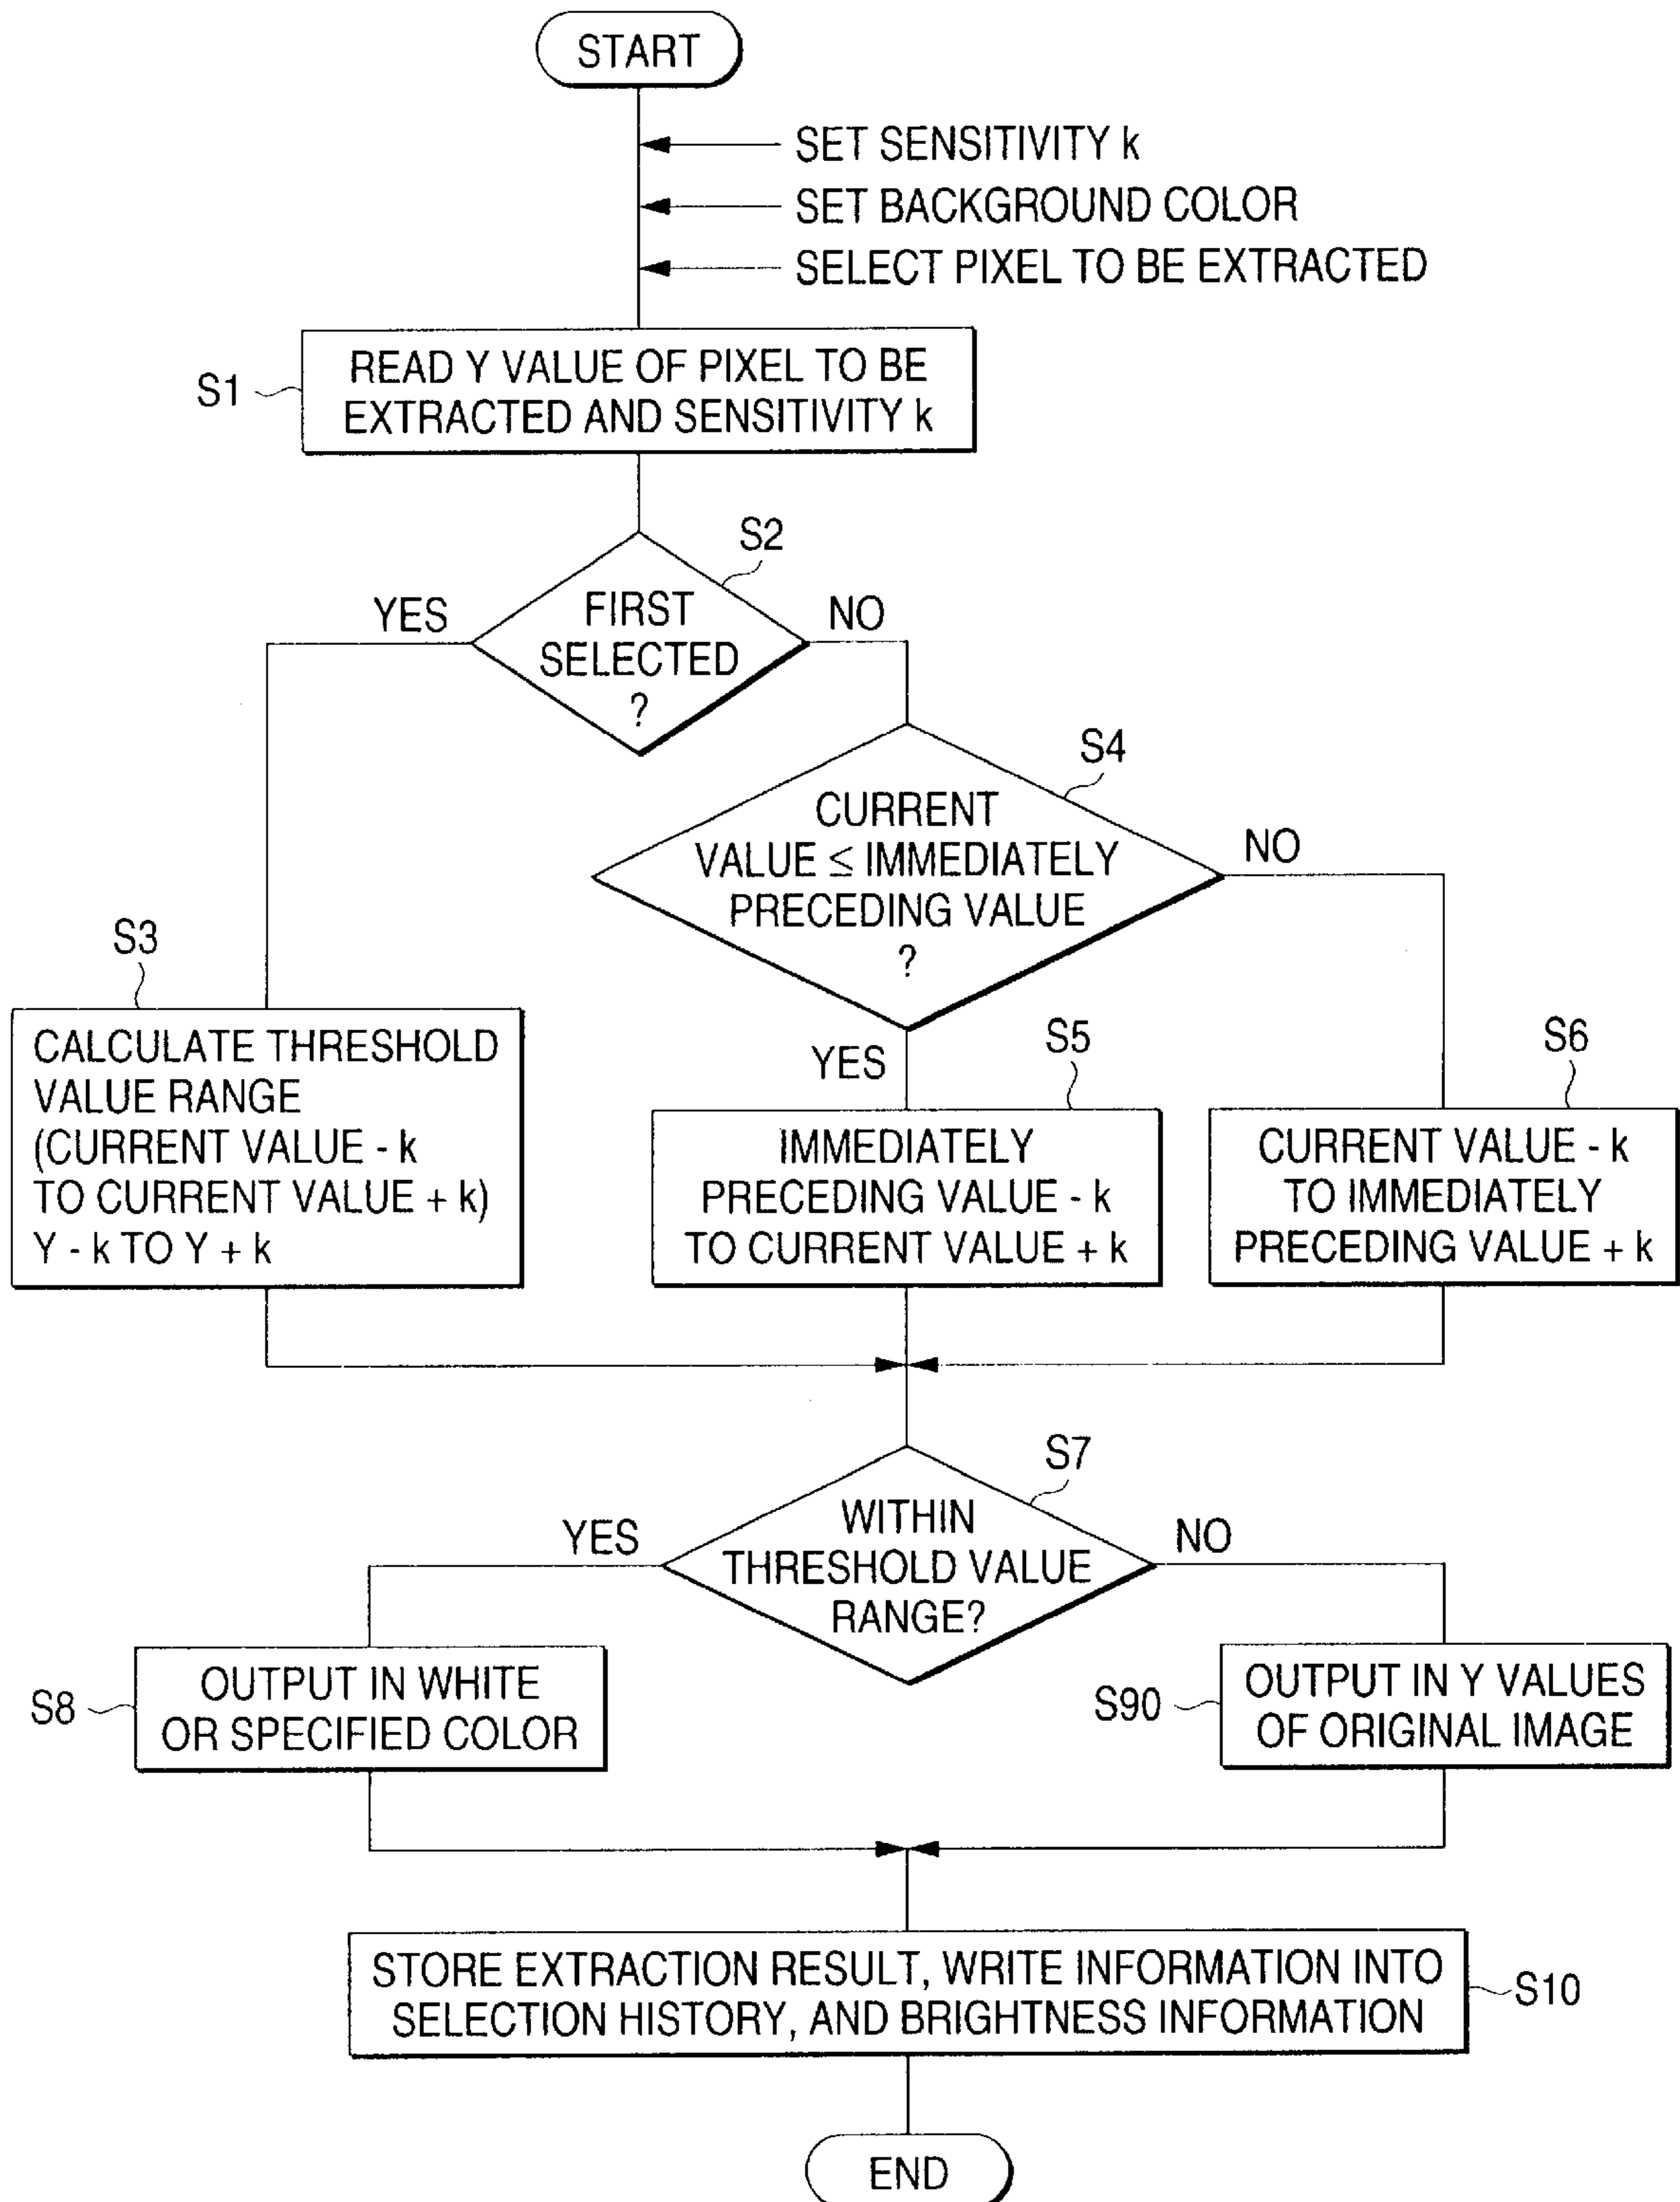 START
SET SENSITIVITY k
SET BACKGROUND COLOR
SELECT PIXEL TO BE EXTRACTED
S1
READ Y VALUE OF PIXEL TO BE
EXTRACTED AND SENSITIVITY k
S2
YES
FIRST
SELECTED
?
NO
S4
CURRENT
VALUE ≤ IMMEDIATELY
PRECEDING VALUE
?
NO
YES
S3
CALCULATE THRESHOLD
VALUE RANGE
(CURRENT VALUE - k
TO CURRENT VALUE + k)
Y - k TO Y + k
S5
IMMEDIATELY
PRECEDING VALUE - k
TO CURRENT VALUE + k
S6
CURRENT VALUE - k
TO IMMEDIATELY
PRECEDING VALUE + k
S7
YES
WITHIN
THRESHOLD VALUE
RANGE?
NO
S8
OUTPUT IN WHITE
OR SPECIFIED COLOR
S90
OUTPUT IN Y VALUES
OF ORIGINAL IMAGE
STORE EXTRACTION RESULT, WRITE INFORMATION INTO
SELECTION HISTORY, AND BRIGHTNESS INFORMATION
S10
END